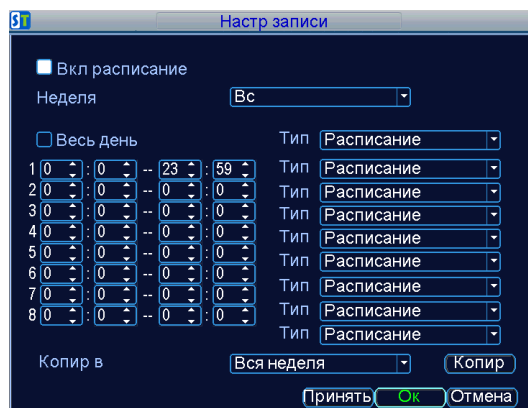 ST Настр записи
Вкл расписание
Неделя Вс
Весь день Тип Расписание
1 0 : 0 -- 23 : 59 Тип Расписание
2 0 : 0 -- 0 : 0 Тип Расписание
3 0 : 0 -- 0 : 0 Тип Расписание
4 0 : 0 -- 0 : 0 Тип Расписание
5 0 : 0 -- 0 : 0 Тип Расписание
6 0 : 0 -- 0 : 0 Тип Расписание
7 0 : 0 -- 0 : 0 Тип Расписание
8 0 : 0 -- 0 : 0 Тип Расписание
Копир в Вся неделя Копир
Принять Ок Отмена